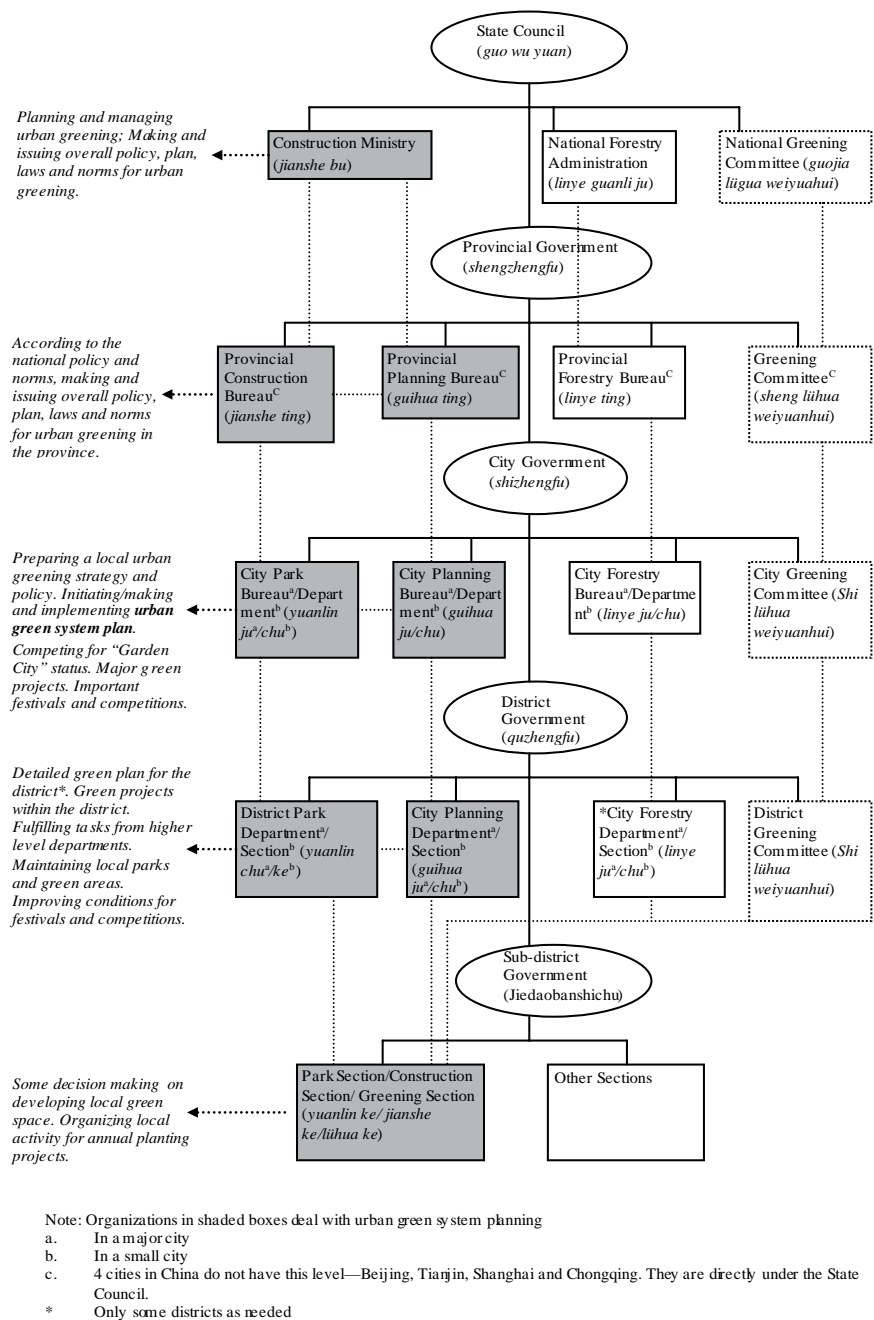 State Council
(guo wu yuan)
Planning and managing
urban greening; Making and
issuing overall policy, plan,
laws and norms for urban
greening.
Construction Ministry
(jianshe bu)
National Forestry
Administration
(linye guanli ju)
National Greening
Committee (guojia
lügua weiyuahui)
Provincial Government
(shengzhengfu)
According to the
national policy and
norms, making and
issuing overall policy,
plan, laws and norms
for urban greening in
the province.
Provincial
Construction
Bureauᶜ
(jianshe ting)
Provincial
Planning Bureauᶜ
(guihua ting)
Provincial
Forestry Bureauᶜ
(linye ting)
Greening
Committeeᶜ
(sheng lühua
weiyuanhui)
City Government
(shizhengfu)
Preparing a local urban
greening strategy and
policy. Initiating/making
and implementing urban
green system plan.
Competing for “Garden
City” status. Major green
projects. Important
festivals and competitions.
City Park
Bureauᵃ/Depart
mentᵇ (yuanlin
juᵃ/chuᵇ)
City Planning
Bureauᵃ/Depart
mentᵇ (guihua
ju/chu)
City Forestry
Bureauᵃ/Departme
ntᵇ (linye ju/chu)
City Greening
Committee (Shi
lühua
weiyuanhui)
District
Government
(quzhengfu)
Detailed green plan for the
district*. Green projects
within the district.
Fulfilling tasks from higher
level departments.
Maintaining local parks
and green areas.
Improving conditions for
festivals and competitions.
District Park
Departmentᵃ/
Sectionᵇ (yuanlin
chuᵃ/keᵇ)
City Planning
Departmentᵃ/
Sectionᵇ
(guihua
juᵃ/chuᵇ)
*City Forestry
Departmentᵃ/
Sectionᵇ (linye
juᵃ/chuᵇ)
District
Greening
Committee (Shi
lühua
weiyuanhui)
Sub-district
Government
(Jiedaobanshichu)
Some decision making on
developing local green
space. Organizing local
activity for annual planting
projects.
Park Section/Construction
Section/ Greening Section
(yuanlin ke/ jianshe
ke/lühua ke)
Other Sections
Note: Organizations in shaded boxes deal with urban green system planning
a. In a major city
b. In a small city
c. 4 cities in China do not have this level—Beijing, Tianjin, Shanghai and Chongqing. They are directly under the State
Council.
* Only some districts as needed